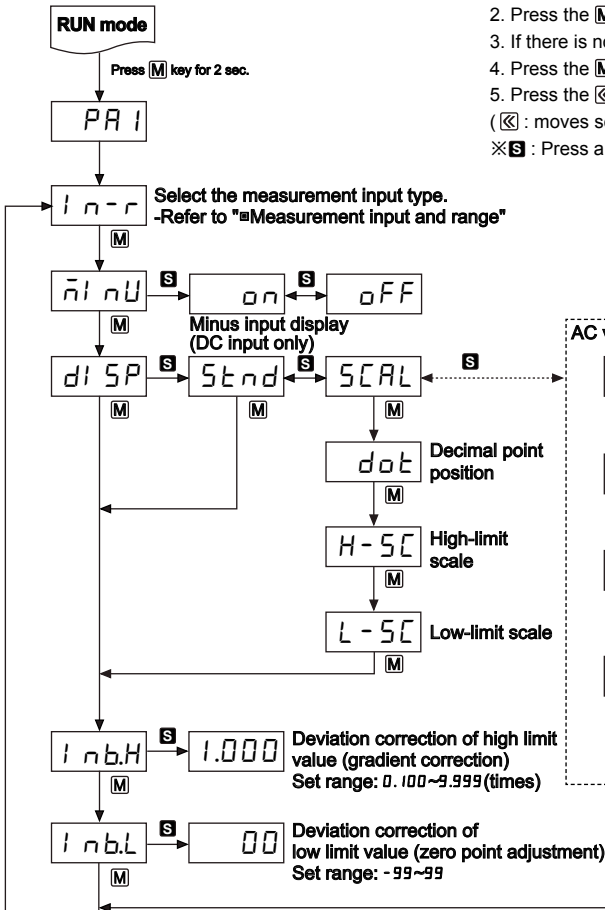 RUN mode
2. Press the M
3. If there is no
4. Press the M
5. Press the «
( « : moves se
※S : Press a
Press M key for 2 sec.
PA1
In-r
Select the measurement input type.
-Refer to "▣Measurement input and range"
M
MInU S on S oFF
M
Minus input display
(DC input only)
AC v
dISP S Stnd S SCAL S
M M M
dot
Decimal point
position
M
H-SC
High-limit
scale
M
L-SC Low-limit scale
M
Inb.H S 1.000
Deviation correction of high limit
value (gradient correction)
Set range: 0.100~9.999(times)
M
Inb.L S 00
Deviation correction of
low limit value (zero point adjustment)
Set range: -99~99
M